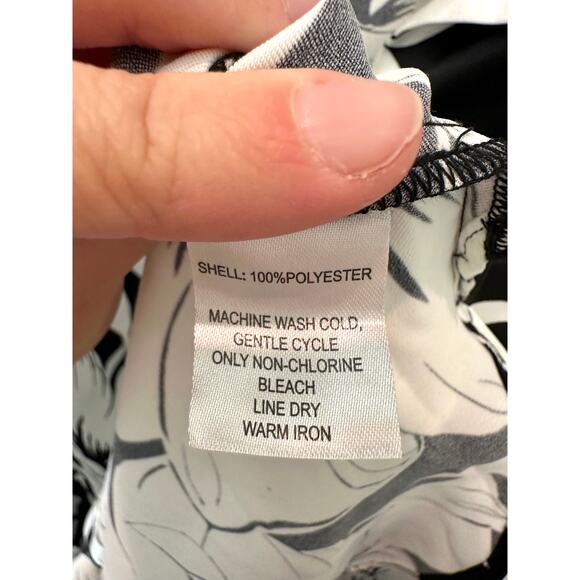 SHELL: 100%POLYESTER
MACHINE WASH COLD,
GENTLE CYCLE
ONLY NON-CHLORINE
BLEACH
LINE DRY
WARM IRON